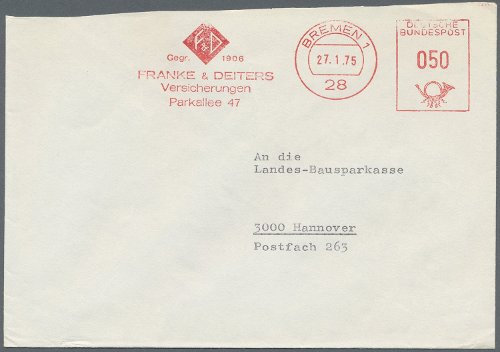 F&D
Gegr. 1906
FRANKE & DEITERS
Versicherungen
Parkallee 47
BREMEN 1
27.1.75
28
DEUTSCHE
BUNDESPOST
050
An die
Landes-Bausparkasse
3000 Hannover
Postfach 263